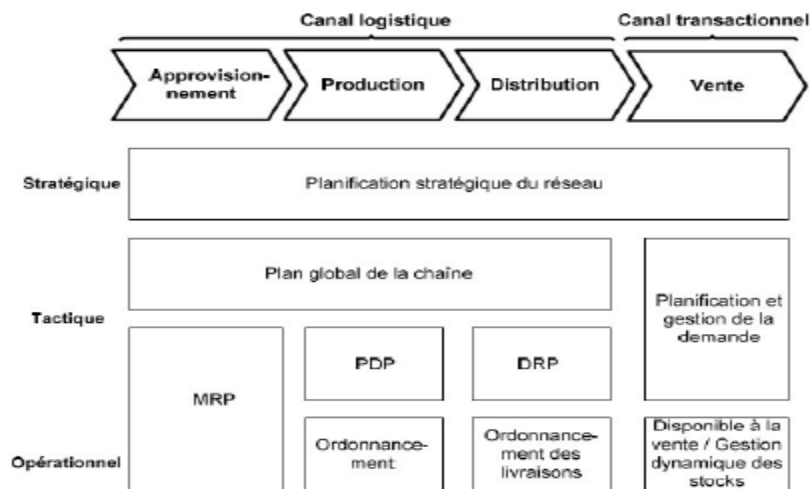 Canal logistique
Canal transactionnel
Approvision-
nement
Production
Distribution
Vente
Stratégique
Planification stratégique du réseau
Tactique
Plan global de la chaîne
Planification et
gestion de la
demande
MRP
PDP
DRP
Opérationnel
Ordonnance-
ment
Ordonnance-
ment des
livraisons
Disponible à la
vente / Gestion
dynamique des
stocks